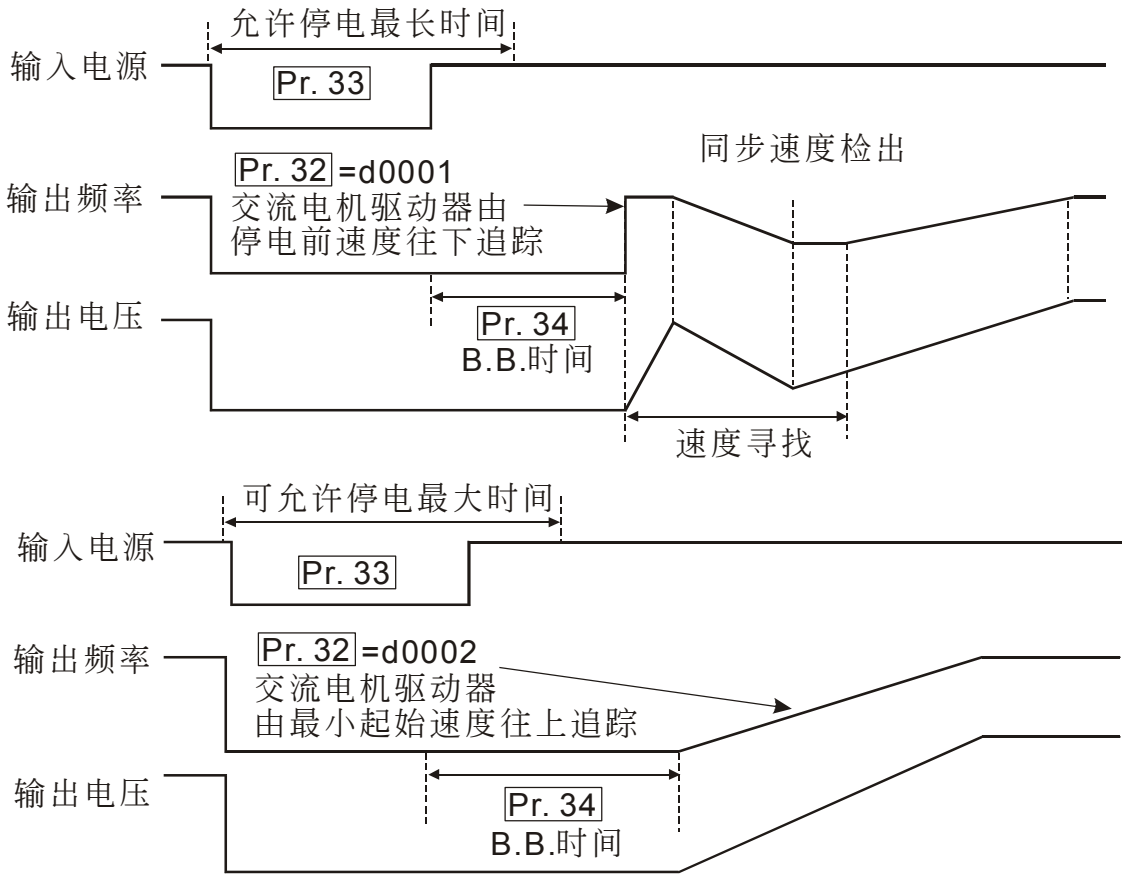 允许停电最长时间
输入电源
Pr. 33
同步速度检出
Pr. 32=d0001
输出频率
交流电机驱动器由
停电前速度往下追踪
输出电压
Pr. 34
B.B.时间
速度寻找
可允许停电最大时间
输入电源
Pr. 33
Pr. 32=d0002
输出频率
交流电机驱动器
由最小起始速度往上追踪
输出电压
Pr. 34
B.B.时间